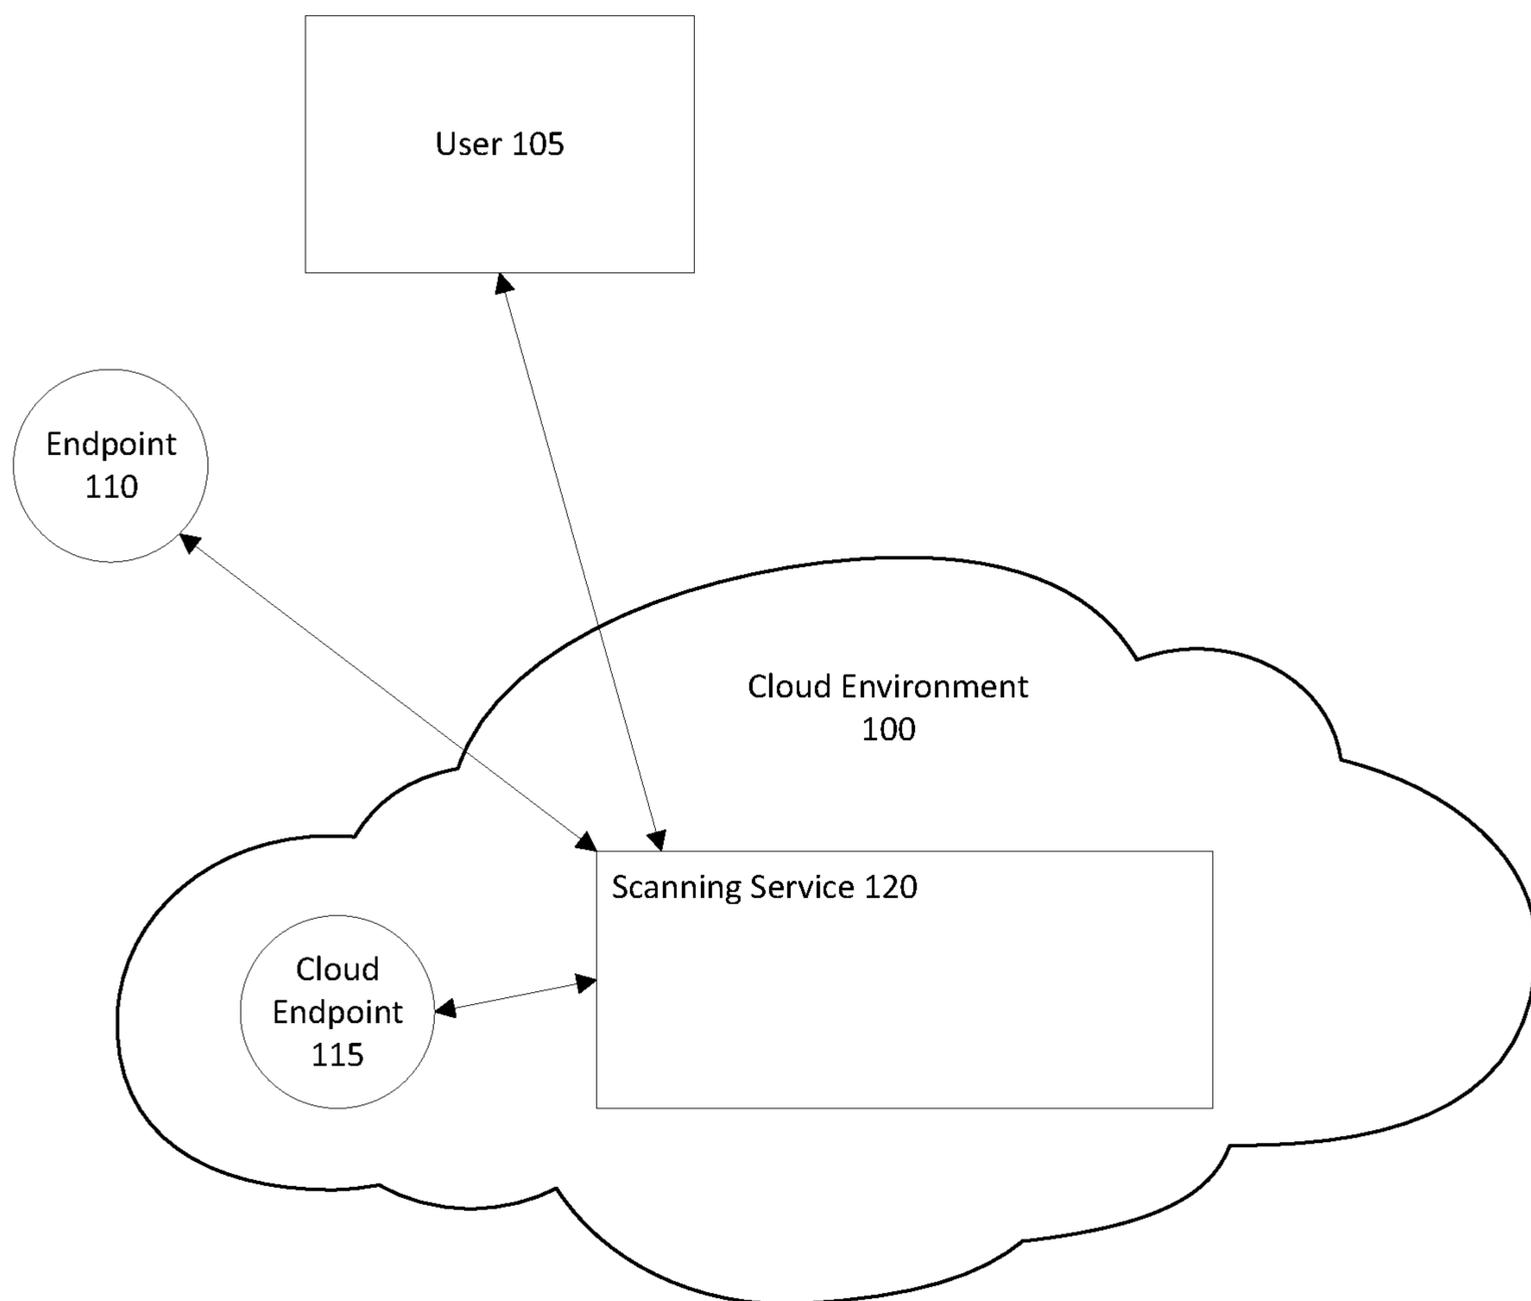 User 105
Endpoint
110
Cloud Environment
100
Scanning Service 120
Cloud
Endpoint
115